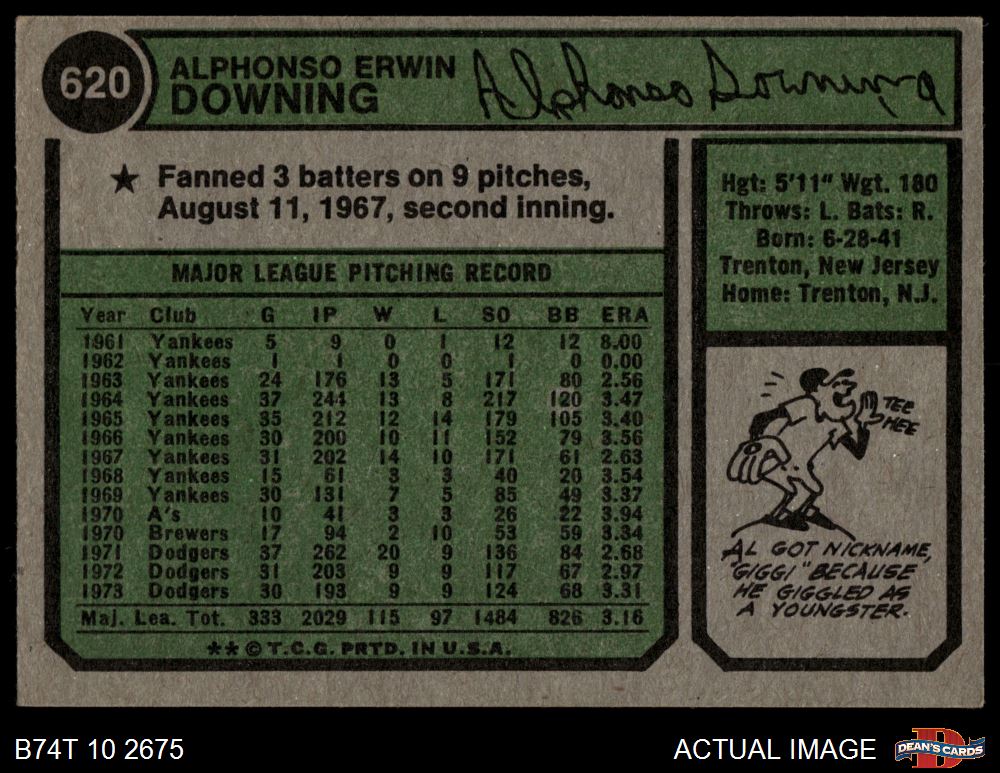 620
ALPHONSO ERWIN
DOWNING
Alphonso Downing
★ Fanned 3 batters on 9 pitches,
August 11, 1967, second inning.
MAJOR LEAGUE PITCHING RECORD
Year Club G IP W L SO BB ERA
1961 Yankees 5 9 0 1 12 12 8.00
1962 Yankees 1 1 0 0 1 0 0.00
1963 Yankees 24 176 13 5 171 80 2.56
1964 Yankees 37 244 13 8 217 120 3.47
1965 Yankees 35 212 12 14 179 105 3.40
1966 Yankees 30 200 10 11 152 79 3.56
1967 Yankees 31 202 14 10 171 61 2.63
1968 Yankees 15 61 3 3 40 20 3.54
1969 Yankees 30 131 7 5 85 49 3.37
1970 A's 10 41 3 3 26 22 3.94
1970 Brewers 17 94 2 10 53 59 3.34
1971 Dodgers 37 262 20 9 136 84 2.68
1972 Dodgers 31 203 9 9 117 67 2.97
1973 Dodgers 30 193 9 9 124 68 3.31
Maj. Lea. Tot. 333 2029 115 97 1484 826 3.16
★★ © T.C.G. PRTD. IN U.S.A.
Hgt: 5'11" Wgt. 180
Throws: L. Bats: R.
Born: 6-28-41
Trenton, New Jersey
Home: Trenton, N.J.
TEE
HEE
AL GOT NICKNAME,
"GIGGI" BECAUSE
HE GIGGLED AS
A YOUNGSTER.
B74T 10 2675
ACTUAL IMAGE
D
DEAN'S CARDS